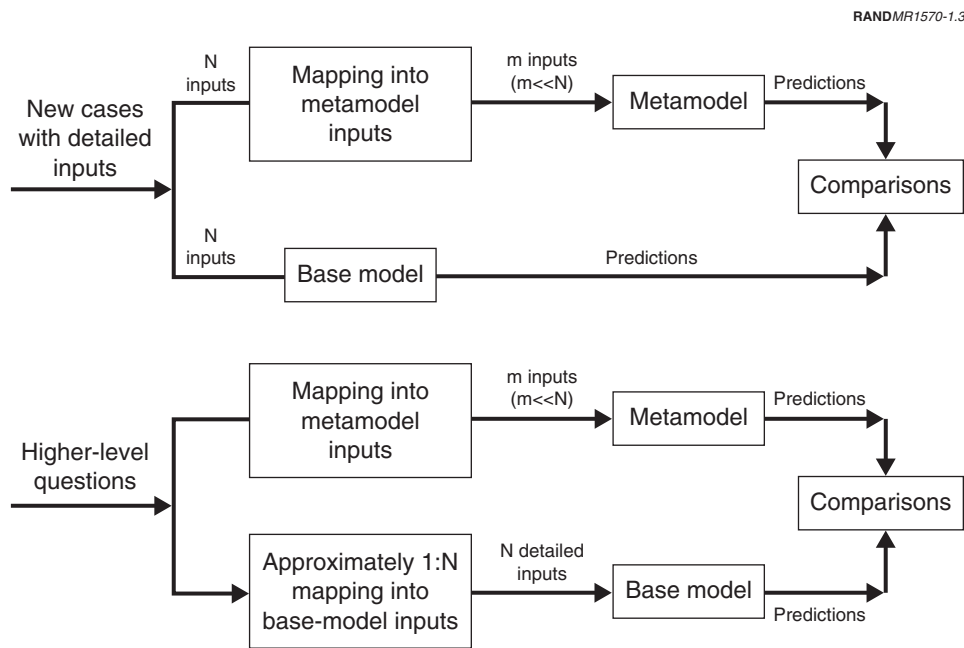 RANDMR1570-1.3
N
inputs
Mapping into
metamodel
inputs
m inputs
(m<<N)
Metamodel
Predictions
New cases
with detailed
inputs
Comparisons
N
inputs
Base model
Predictions
Mapping into
metamodel
inputs
m inputs
(m<<N)
Metamodel
Predictions
Higher-level
questions
Comparisons
Approximately 1:N
mapping into
base-model inputs
N detailed
inputs
Base model
Predictions